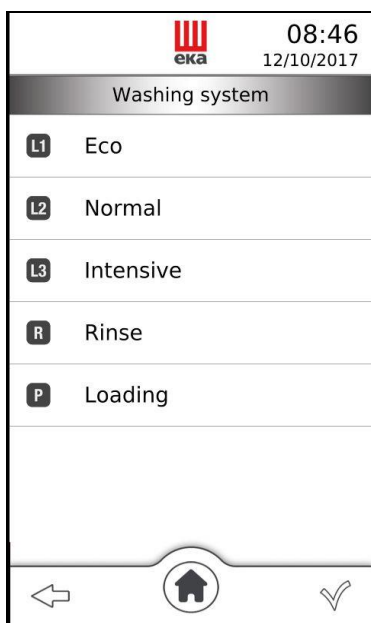 08:46
eka
12/10/2017
Washing system
L1 Eco
L2 Normal
L3 Intensive
R Rinse
P Loading